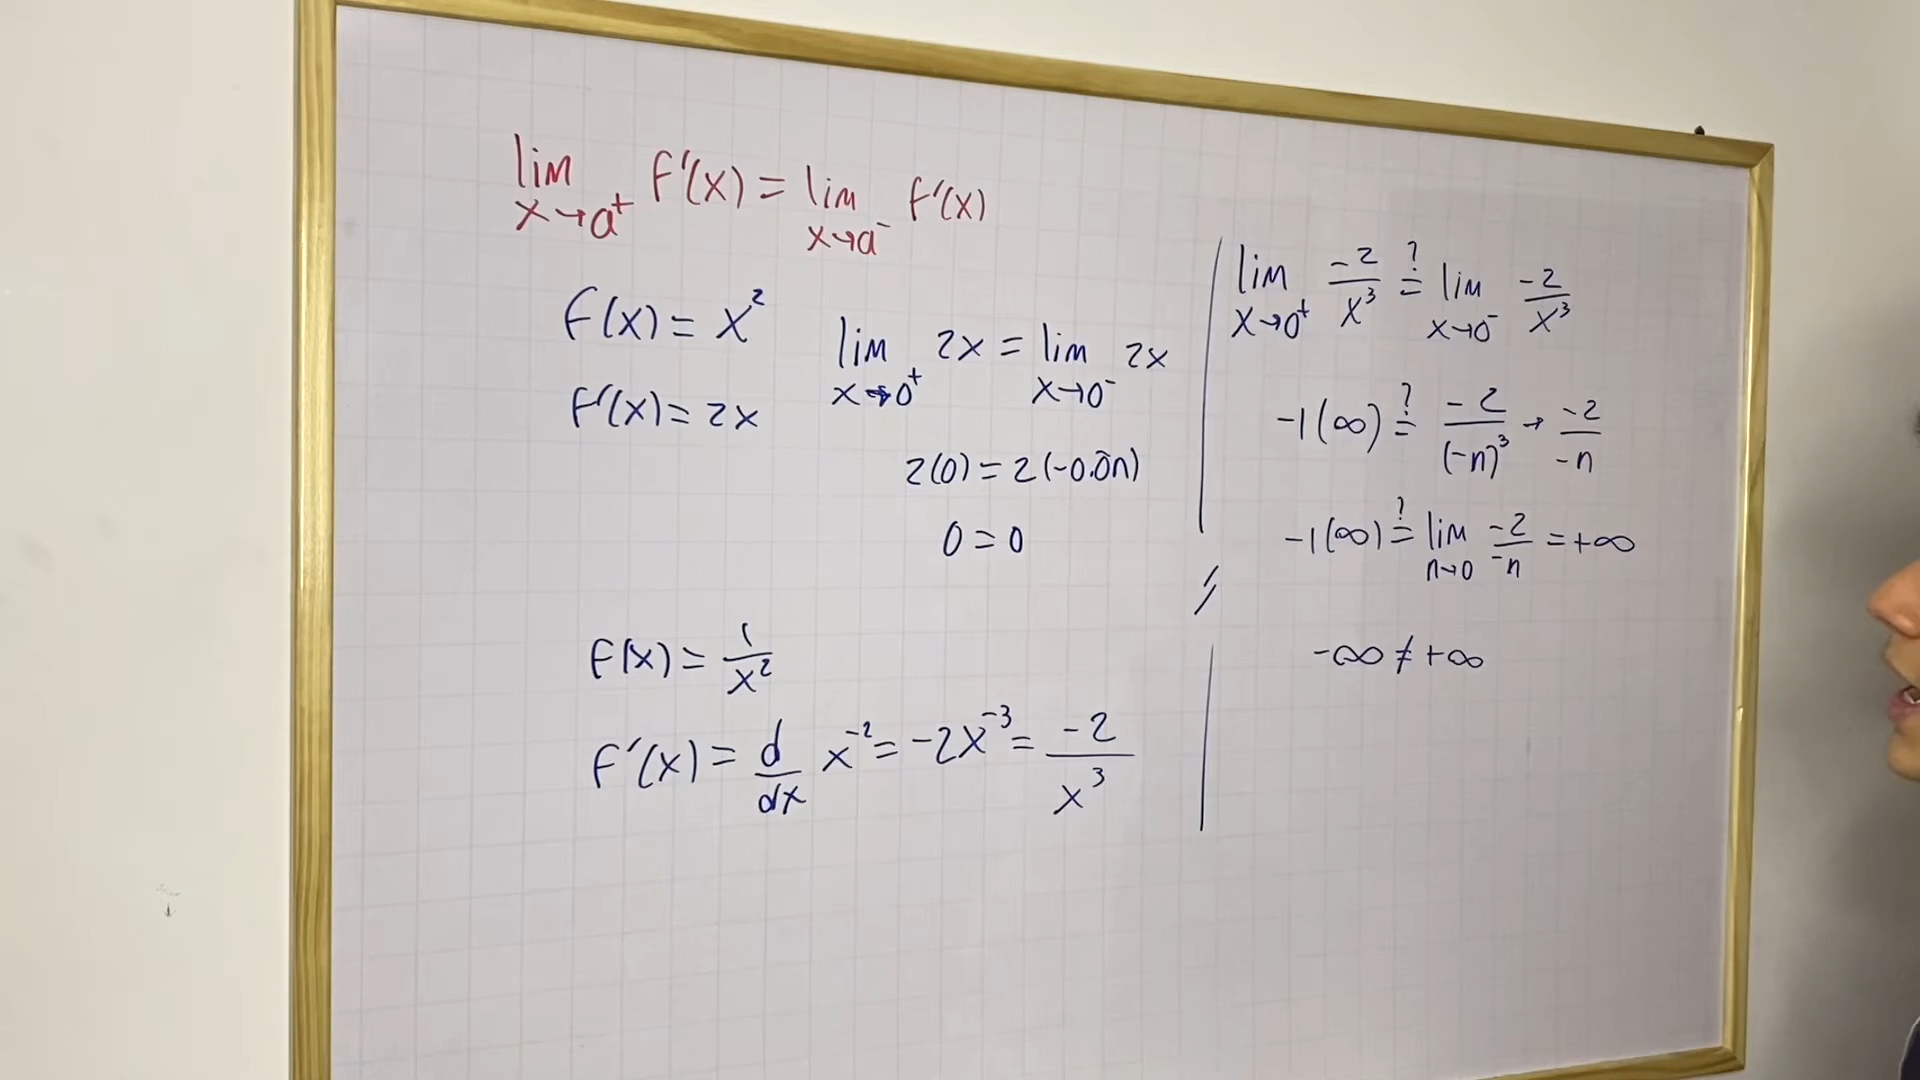 lim x→a⁺ f'(x) = lim x→a⁻ f'(x)
f(x) = x²
f'(x) = 2x
lim x→0⁺ 2x = lim x→0⁻ 2x
2(0) = 2(-0.0̄n)
0 = 0
f(x) = 1/x²
f'(x) = d/dx x⁻² = -2x⁻³ = -2/x³
lim x→0⁺ -2/x³ ?= lim x→0⁻ -2/x³
-1(∞) ?= -2/(-n)³ → -2/-n
-1(∞) ?= lim n→0 -2/-n = +∞
-∞ ≠ +∞